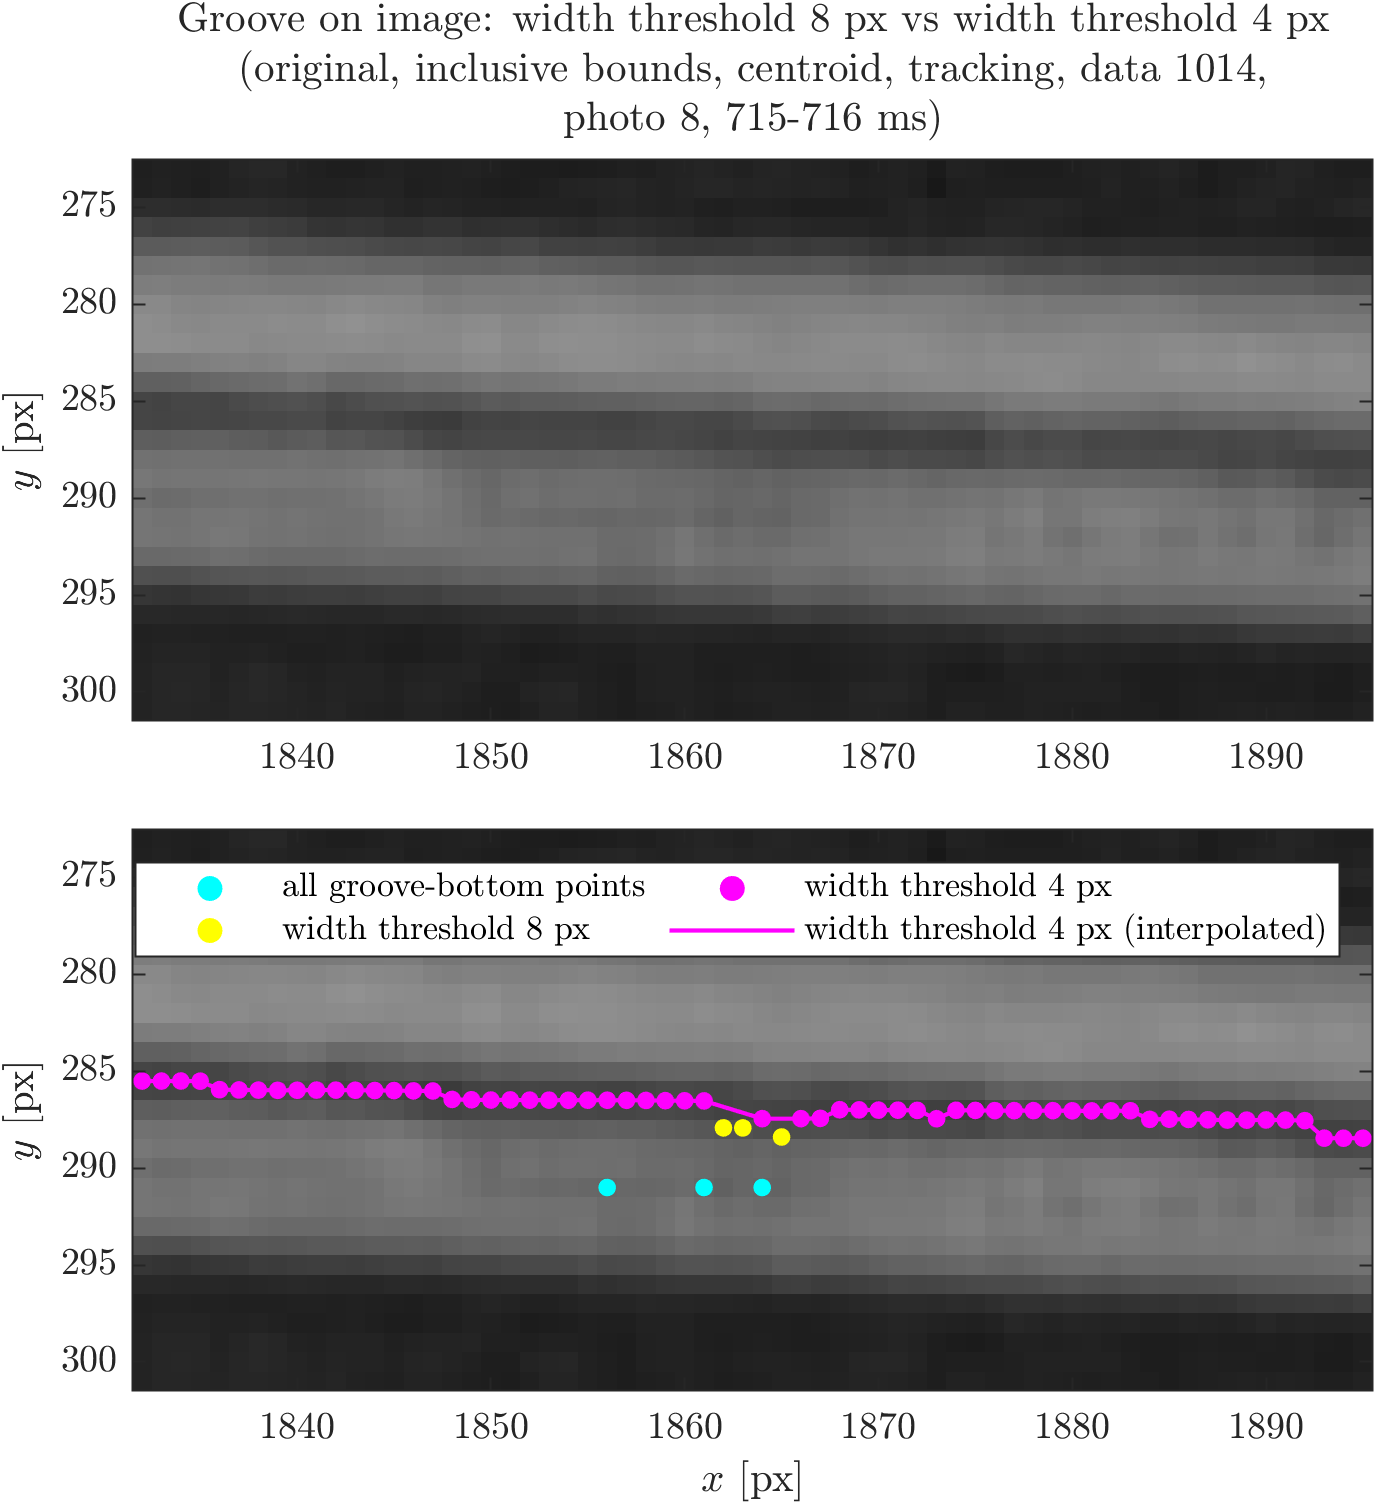 Groove on image: width threshold 8 px vs width threshold 4 px
(original, inclusive bounds, centroid, tracking, data 1014,
photo 8, 715-716 ms)
275
280
285
290
295
300
y [px]
1840 1850 1860 1870 1880 1890
all groove-bottom points
width threshold 8 px
width threshold 4 px
width threshold 4 px (interpolated)
275
280
285
290
295
300
y [px]
1840 1850 1860 1870 1880 1890
x [px]